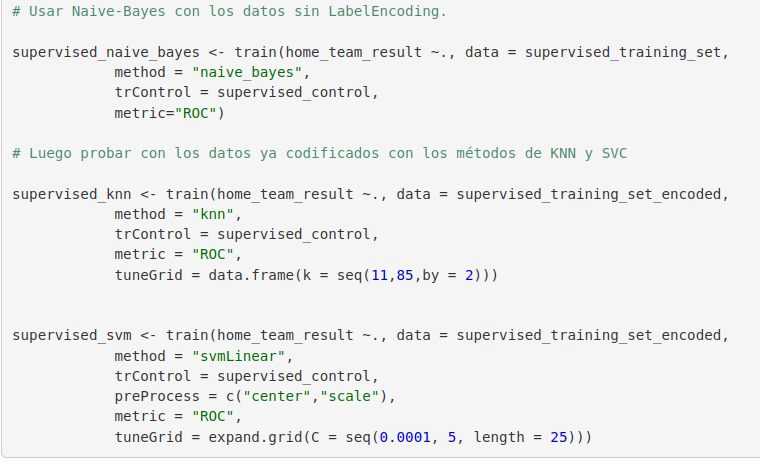 # Usar Naive-Bayes con los datos sin LabelEncoding.
supervised_naive_bayes <- train(home_team_result ~., data = supervised_training_set,
method = "naive_bayes",
trControl = supervised_control,
metric="ROC")
# Luego probar con los datos ya codificados con los métodos de KNN y SVC
supervised_knn <- train(home_team_result ~., data = supervised_training_set_encoded,
method = "knn",
trControl = supervised_control,
metric = "ROC",
tuneGrid = data.frame(k = seq(11,85,by = 2)))
supervised_svm <- train(home_team_result ~., data = supervised_training_set_encoded,
method = "svmLinear",
trControl = supervised_control,
preProcess = c("center","scale"),
metric = "ROC",
tuneGrid = expand.grid(C = seq(0.0001, 5, length = 25)))